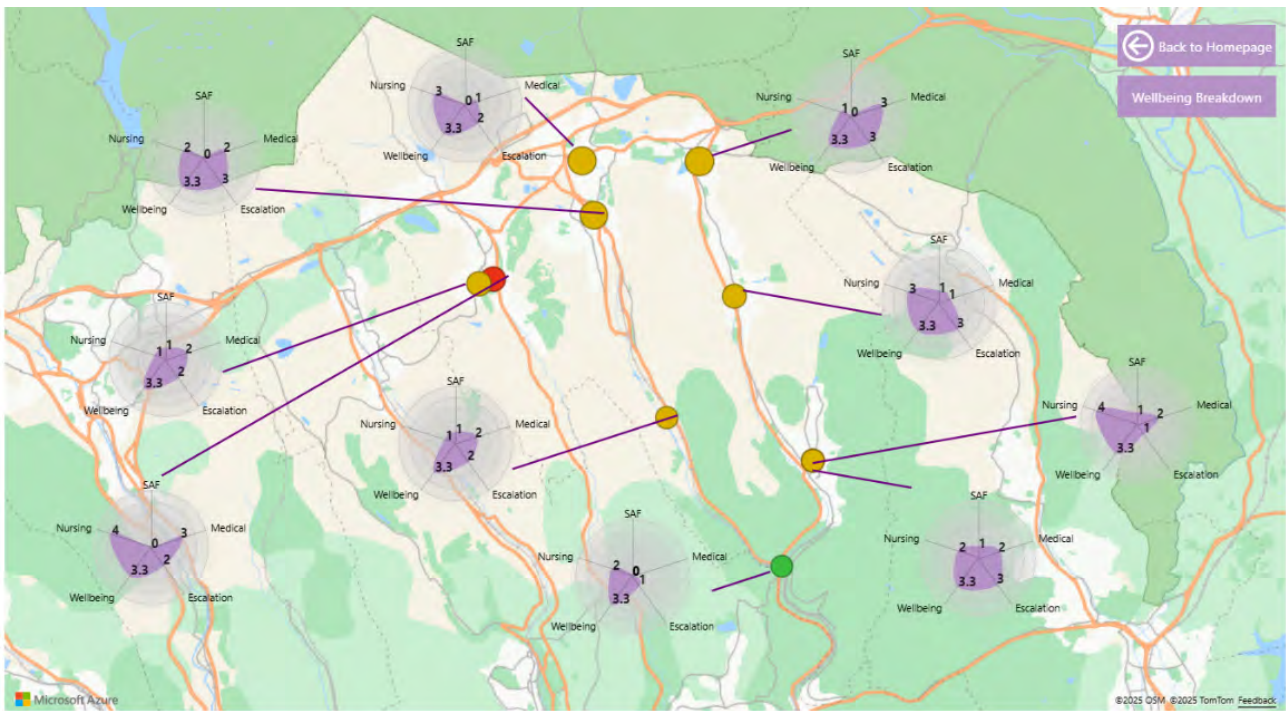 SAF
Nursing
3
0
1
Medical
2
3.3
Wellbeing
Escalation
SAF
Nursing
1
0
3
Medical
3
3.3
Wellbeing
Escalation
Back to Homepage
Wellbeing Breakdown
SAF
Nursing
2
0
2
Medical
3.3
3
Wellbeing
Escalation
SAF
Nursing
3
1
1
Medical
3.3
3
Wellbeing
Escalation
SAF
Nursing
1
1
2
Medical
3.3
2
Wellbeing
Escalation
SAF
Nursing
1
1
2
Medical
3.3
2
Wellbeing
Escalation
SAF
Nursing
4
1
2
Medical
1
3.3
Wellbeing
Escalation
SAF
Nursing
4
0
3
Medical
3.3
2
Wellbeing
Escalation
SAF
Nursing
2
0
Medical
1
3.3
Wellbeing
Escalation
SAF
Nursing
2
1
2
Medical
3.3
3
Wellbeing
Escalation
Microsoft Azure
©2025 OSM ©2025 TomTom Feedback